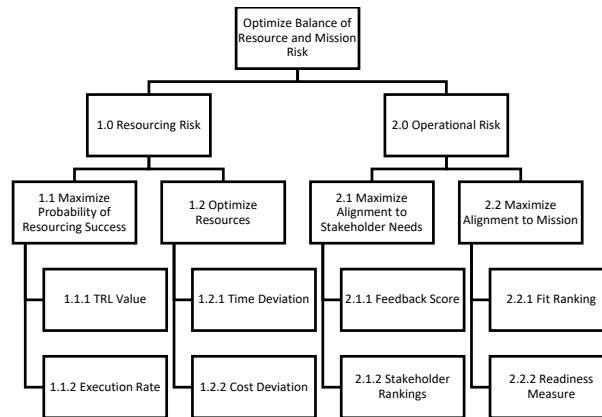 Optimize Balance of
Resource and Mission
Risk
1.0 Resourcing Risk
2.0 Operational Risk
1.1 Maximize
Probability of
Resourcing Success
1.2 Optimize
Resources
2.1 Maximize
Alignment to
Stakeholder Needs
2.2 Maximize
Alignment to Mission
1.1.1 TRL Value
1.2.1 Time Deviation
2.1.1 Feedback Score
2.2.1 Fit Ranking
1.1.2 Execution Rate
1.2.2 Cost Deviation
2.1.2 Stakeholder
Rankings
2.2.2 Readiness
Measure